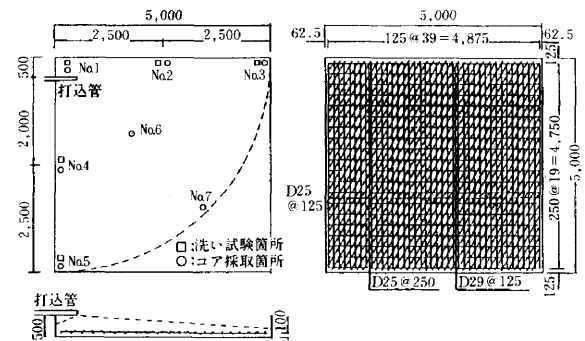 5,000
2,500
2,500
500
2,000
2,500
No.1
No.2
No.3
打込管
No.6
No.4
No.7
No.5
□;洗い試験箇所
○;コア採取箇所
打込管
500
100
5,000
62.5
125@39=4,875
62.5
125
250@19=4,750
5,000
125
D25
@125
D25@250
D29@125